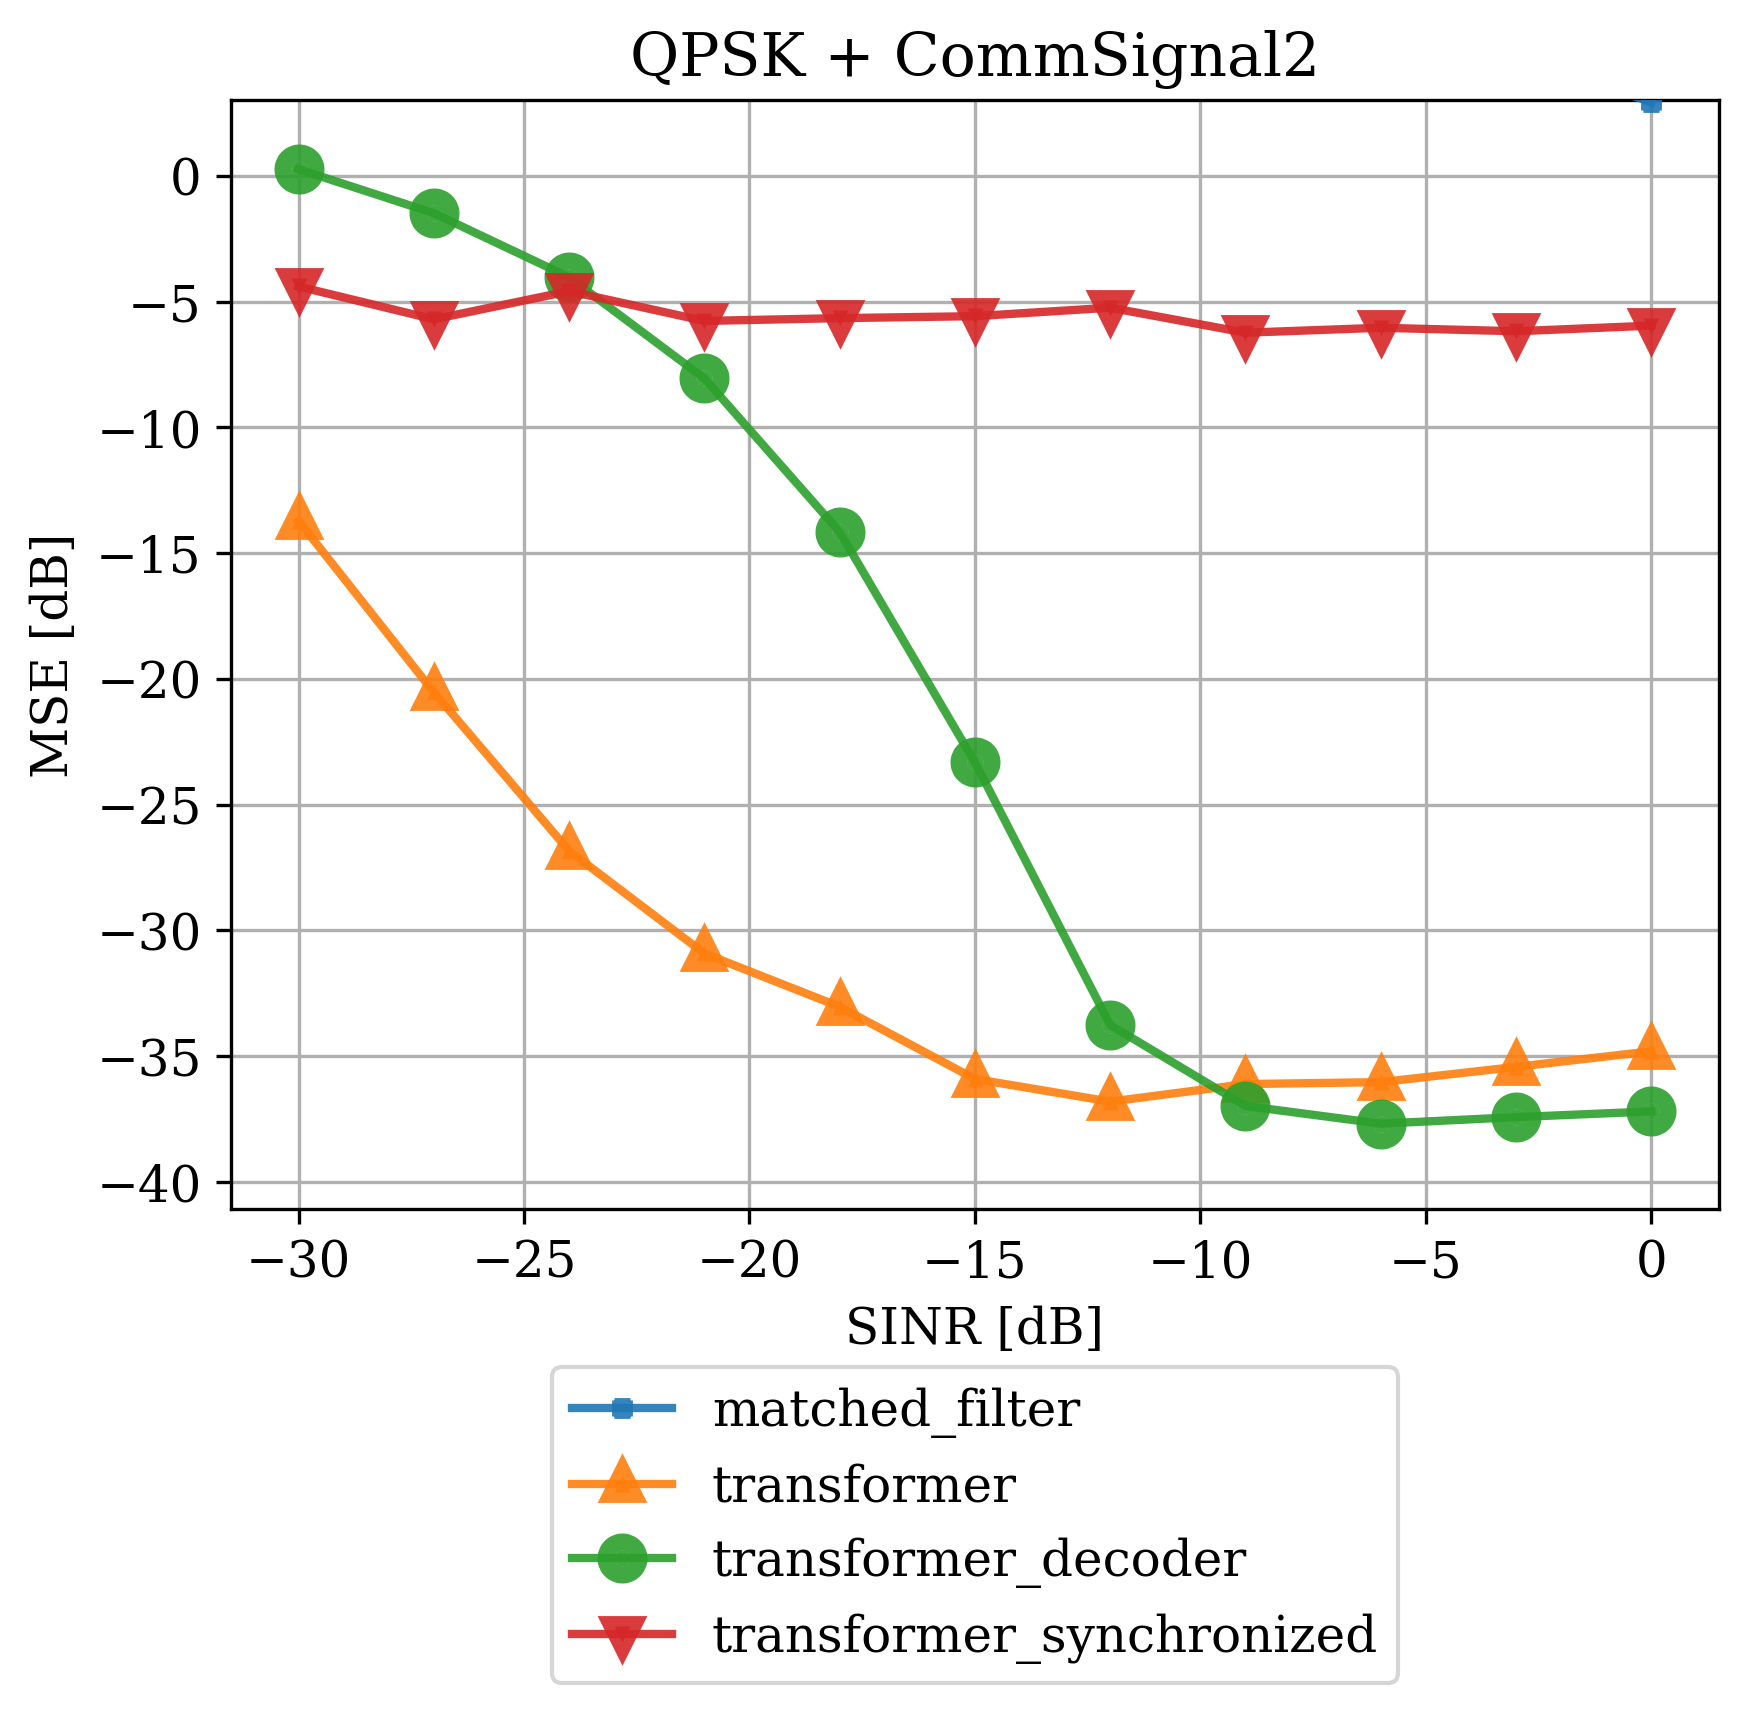 QPSK + CommSignal2
0
−5
−10
−15
−20
−25
−30
−35
−40
MSE [dB]
−30 −25 −20 −15 −10 −5 0
SINR [dB]
matched_filter
transformer
transformer_decoder
transformer_synchronized